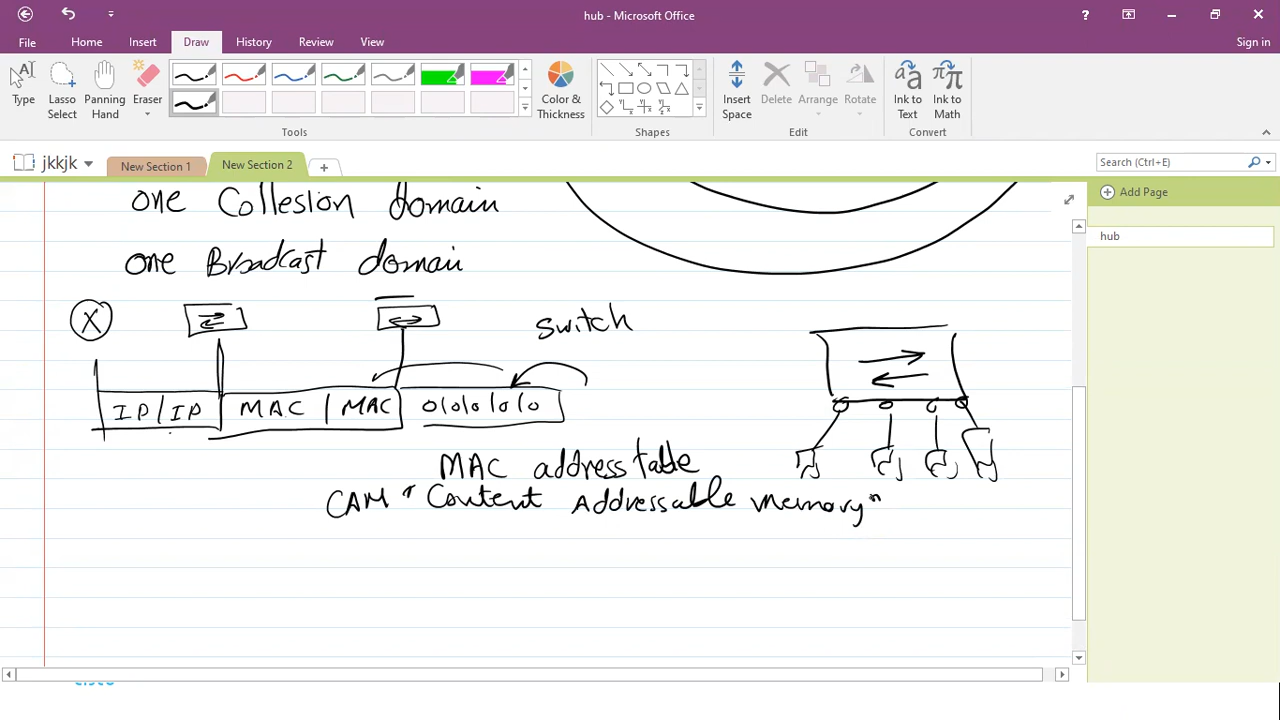 hub - Microsoft Office
? 
File Home Insert Draw History Review View Sign in
Type Lasso Select Panning Hand Eraser Color & Thickness Insert Space Delete Arrange Rotate Ink to Text Ink to Math
Tools Shapes Edit Convert
jkkjk New Section 1 New Section 2 Search (Ctrl+E)
Add Page
hub
one Collesion domain
one Broadcast domain
X
switch
IP/IP MAC | MAC 01010101010
MAC address table
CAM "Content Addressable Memory"